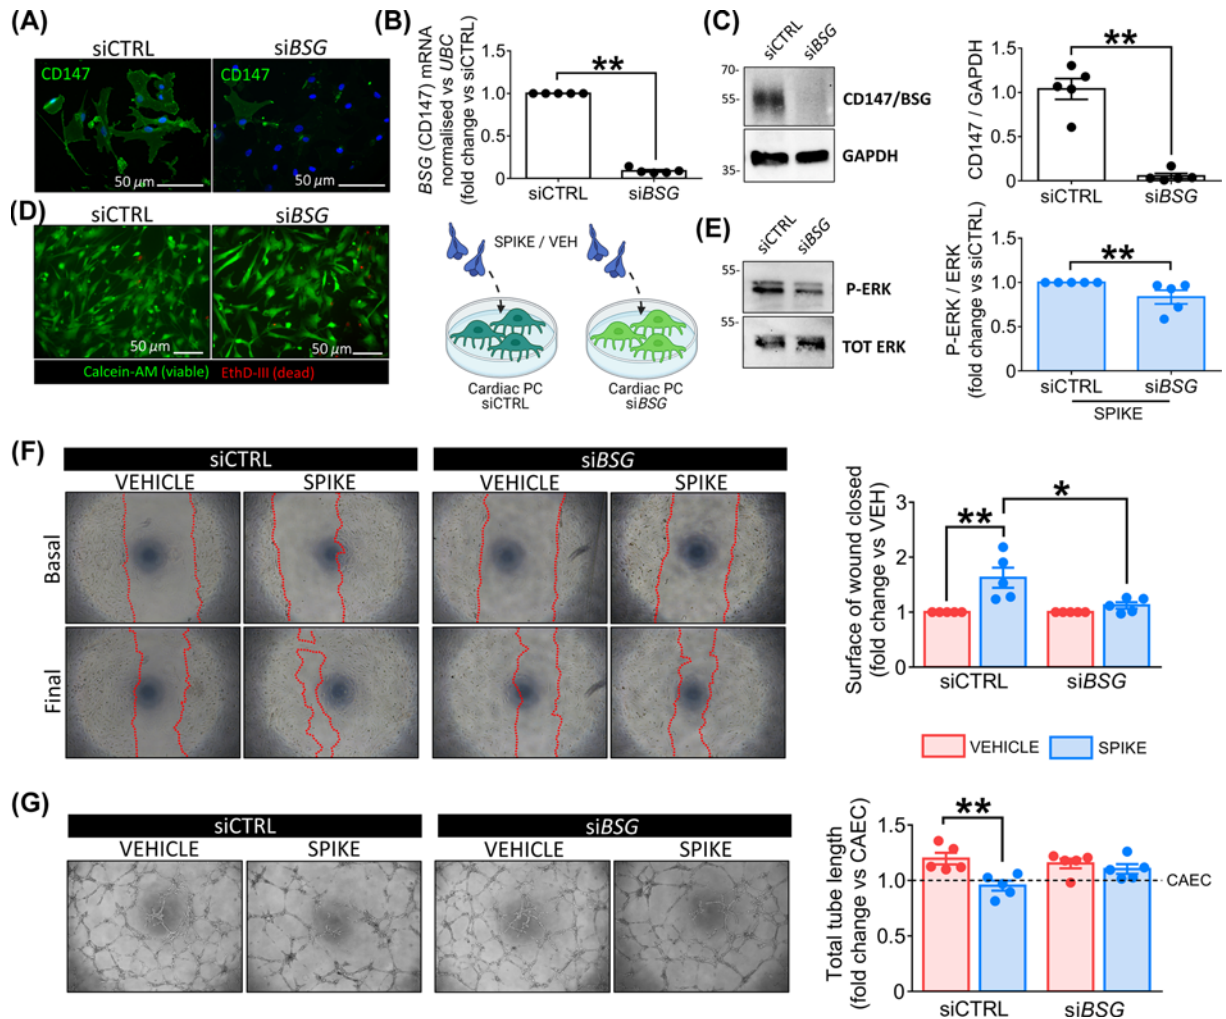 (A)
siCTRL
siBSG
CD147
CD147
50 µm
50 µm
(B)
BSG (CD147) mRNA
normalised vs UBC
(fold change vs siCTRL)
1.5
1.0
0.5
0.0
**
siCTRL
siBSG
(C)
siCTRL
siBSG
70-
55-
35-
CD147/BSG
GAPDH
CD147 / GAPDH
1.5
1.0
0.5
0.0
**
siCTRL
siBSG
(D)
siCTRL
siBSG
50 µm
50 µm
Calcein-AM (viable)
EthD-III (dead)
SPIKE / VEH
Cardiac PC
siCTRL
Cardiac PC
siBSG
(E)
siCTRL
siBSG
55-
55-
P-ERK
TOT ERK
P-ERK / ERK
(fold change vs siCTRL)
1.5
1.0
0.5
0.0
**
siCTRL
siBSG
SPIKE
(F)
siCTRL
siBSG
VEHICLE
SPIKE
VEHICLE
SPIKE
Basal
Final
Surface of wound closed
(fold change vs VEH)
3
2
1
0
**
*
siCTRL
siBSG
VEHICLE
SPIKE
(G)
siCTRL
siBSG
VEHICLE
SPIKE
VEHICLE
SPIKE
Total tube length
(fold change vs CAEC)
1.5
1.0
0.5
0
**
CAEC
siCTRL
siBSG